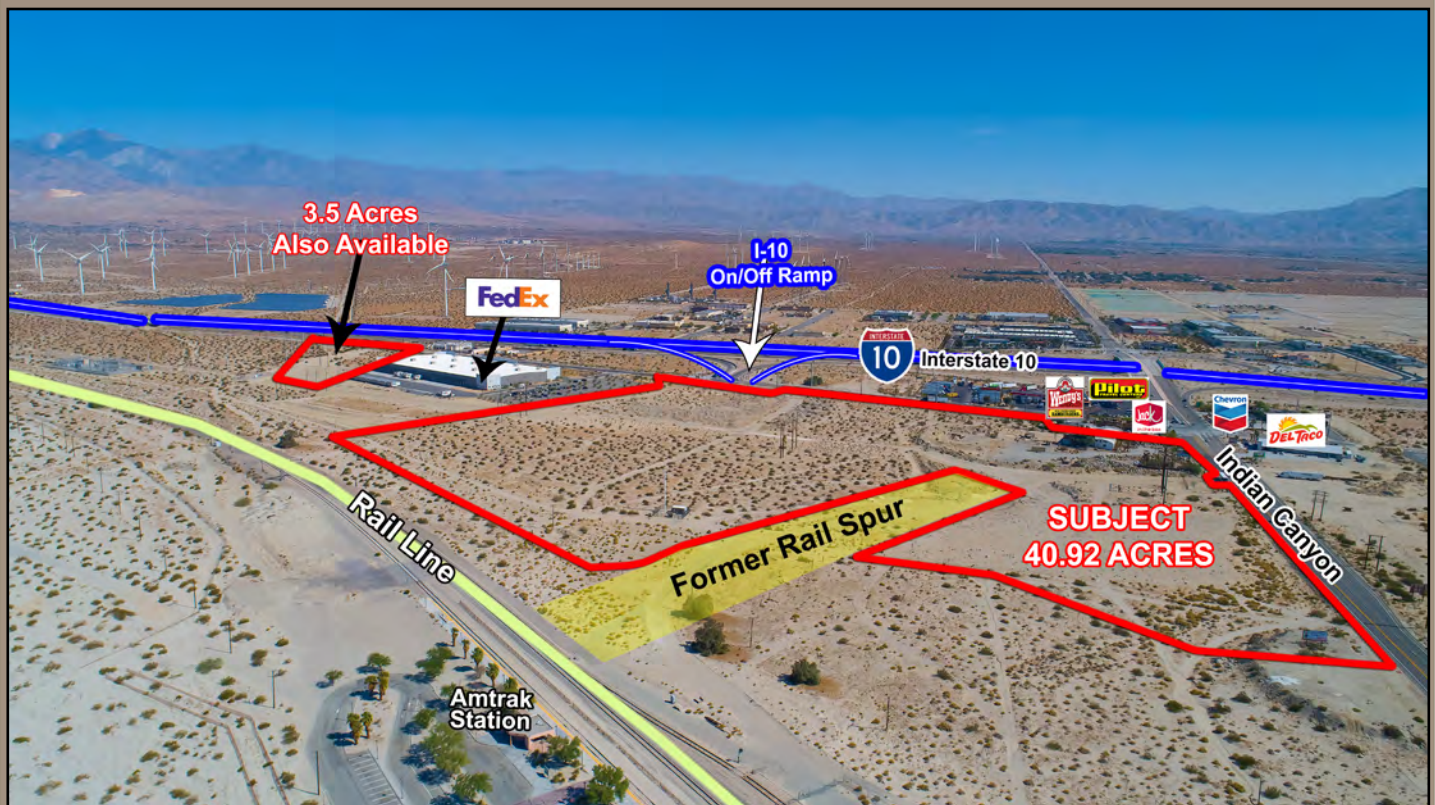 3.5 Acres
Also Available
I-10
On/Off Ramp
FedEx
INTERSTATE
10
Interstate 10
Wendy's
Pilot
Jack
Chevron
DEL TACO
Indian Canyon
SUBJECT
40.92 ACRES
Former Rail Spur
Rail Line
Amtrak
Station